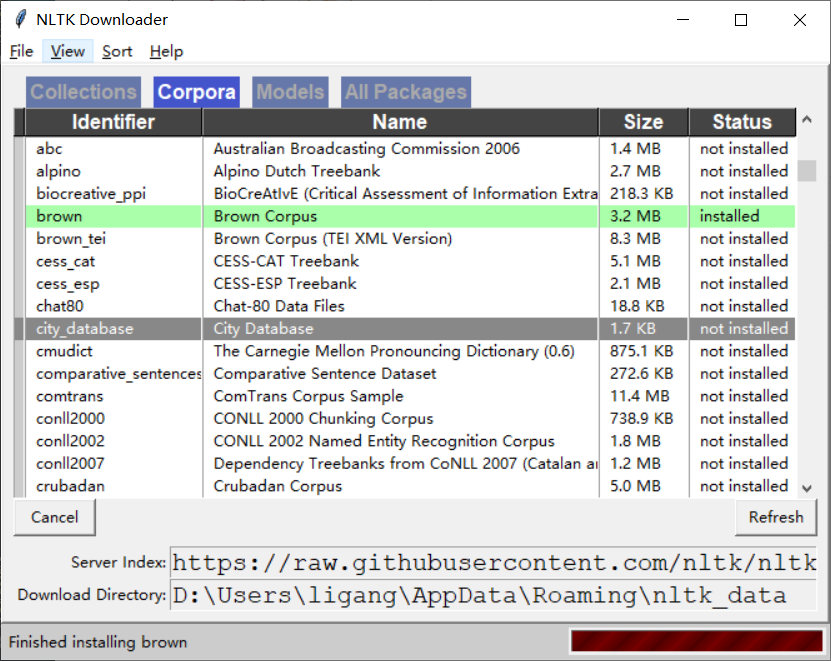 NLTK Downloader
File View Sort Help
Collections Corpora Models All Packages
Identifier Name Size Status
abc Australian Broadcasting Commission 2006 1.4 MB not installed
alpino Alpino Dutch Treebank 2.7 MB not installed
biocreative_ppi BioCreAtIvE (Critical Assessment of Information Extra 218.3 KB not installed
brown Brown Corpus 3.2 MB installed
brown_tei Brown Corpus (TEI XML Version) 8.3 MB not installed
cess_cat CESS-CAT Treebank 5.1 MB not installed
cess_esp CESS-ESP Treebank 2.1 MB not installed
chat80 Chat-80 Data Files 18.8 KB not installed
city_database City Database 1.7 KB not installed
cmudict The Carnegie Mellon Pronouncing Dictionary (0.6) 875.1 KB not installed
comparative_sentences Comparative Sentence Dataset 272.6 KB not installed
comtrans ComTrans Corpus Sample 11.4 MB not installed
conll2000 CONLL 2000 Chunking Corpus 738.9 KB not installed
conll2002 CONLL 2002 Named Entity Recognition Corpus 1.8 MB not installed
conll2007 Dependency Treebanks from CoNLL 2007 (Catalan a 1.2 MB not installed
crubadan Crubadan Corpus 5.0 MB not installed
Cancel Refresh
Server Index: https://raw.githubusercontent.com/nltk/nltk
Download Directory: D:\Users\ligang\AppData\Roaming\nltk_data
Finished installing brown